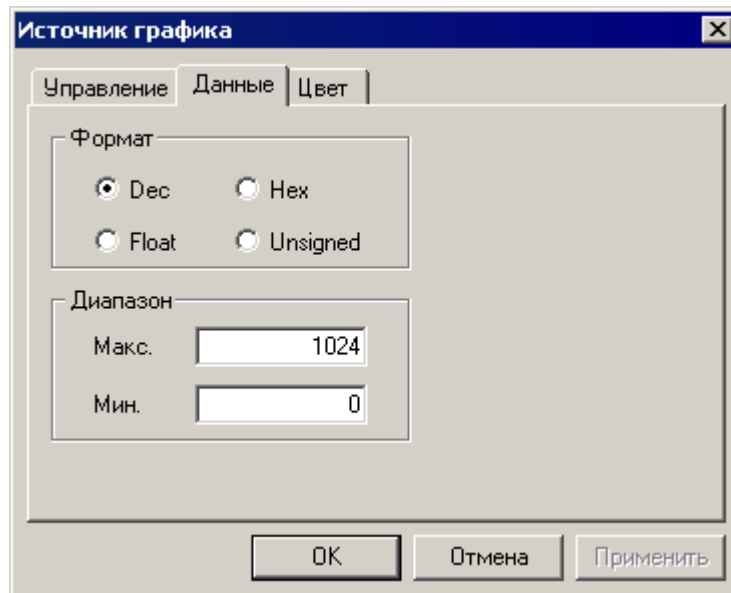 Источник графика
Управление Данные Цвет
Формат
Dec Hex
Float Unsigned
Диапазон
Макс. 1024
Мин. 0
OK Отмена Применить